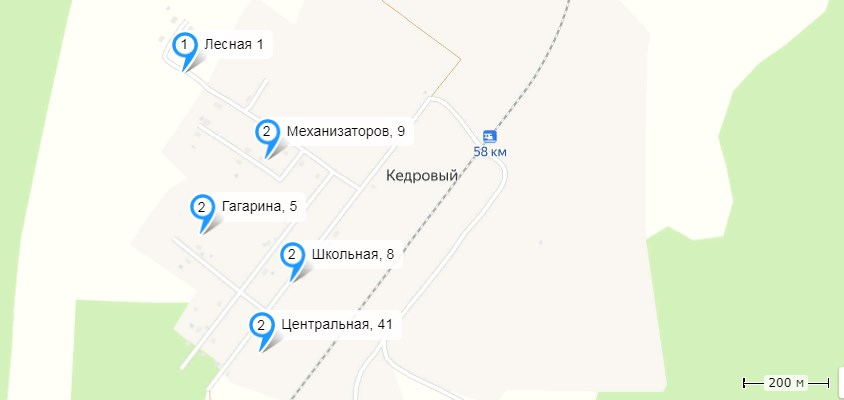 1 Лесная 1
2 Механизаторов, 9
58 км
Кедровый
2 Гагарина, 5
2 Школьная, 8
2 Центральная, 41
200 м